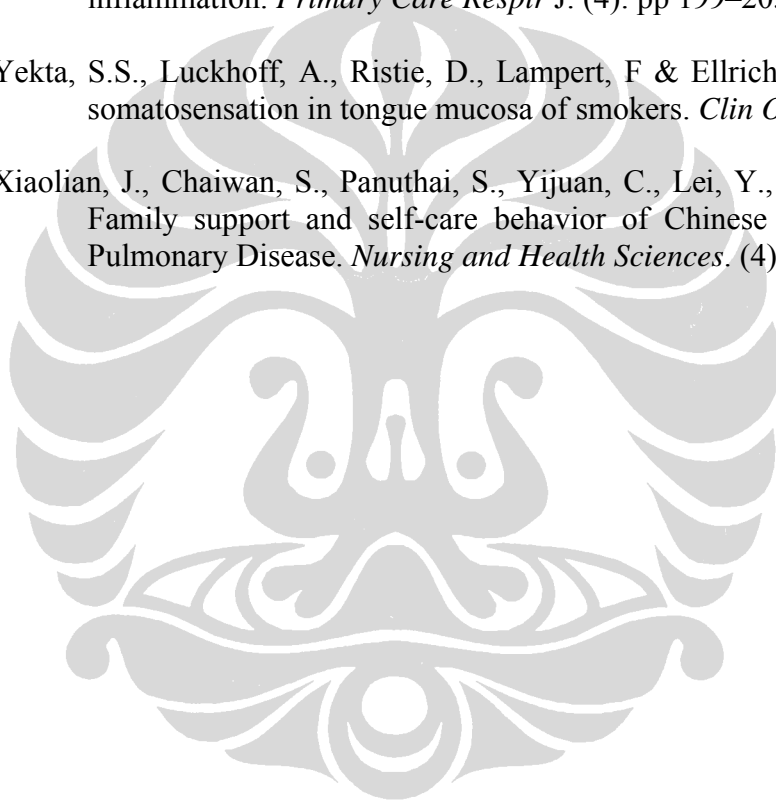 inflammation. Primary Care Respir J. (4). pp 199–20
Yekta, S.S., Luckhoff, A., Ristie, D., Lampert, F & Ellrich
somatosensation in tongue mucosa of smokers. Clin
Xiaolian, J., Chaiwan, S., Panuthai, S., Yijuan, C., Lei, Y.,
Family support and self-care behavior of Chinese
Pulmonary Disease. Nursing and Health Sciences. (4)